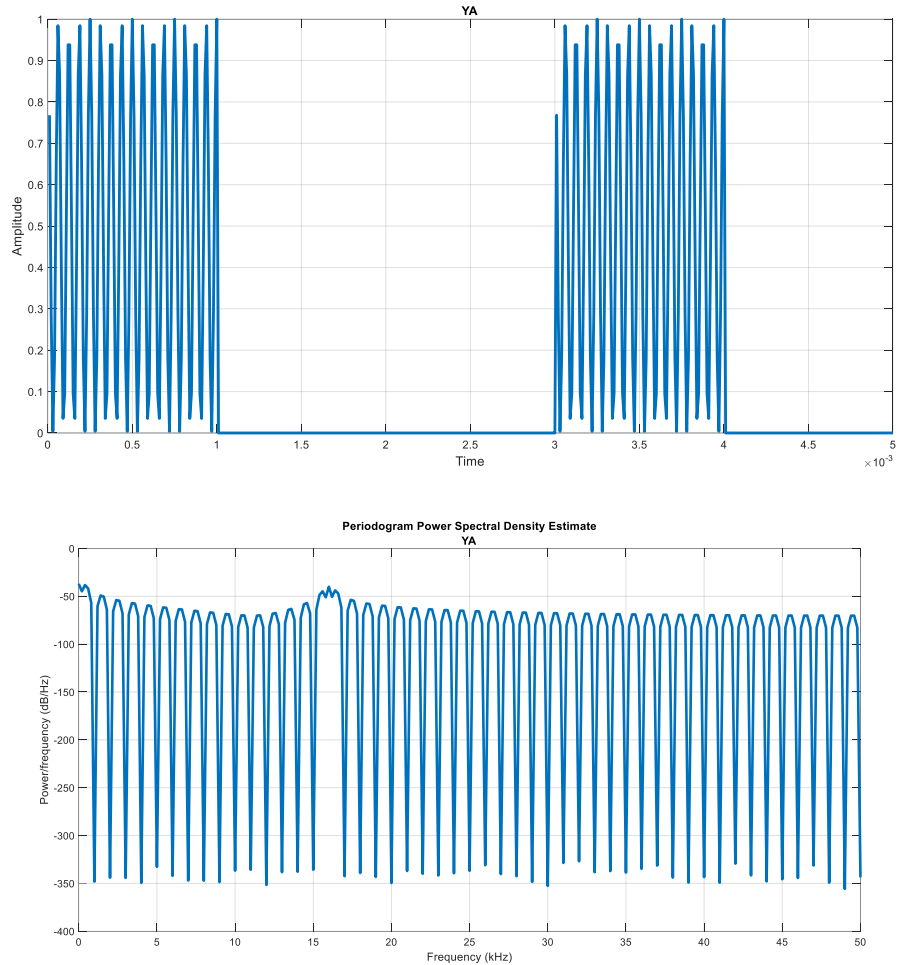 YA
1
0.9
0.8
0.7
0.6
0.5
0.4
0.3
0.2
0.1
0
Amplitude
0 0.5 1 1.5 2 2.5 3 3.5 4 4.5 5
Time
×10-3
Periodogram Power Spectral Density Estimate
YA
0
-50
-100
-150
-200
-250
-300
-350
-400
Power/frequency (dB/Hz)
0 5 10 15 20 25 30 35 40 45 50
Frequency (kHz)